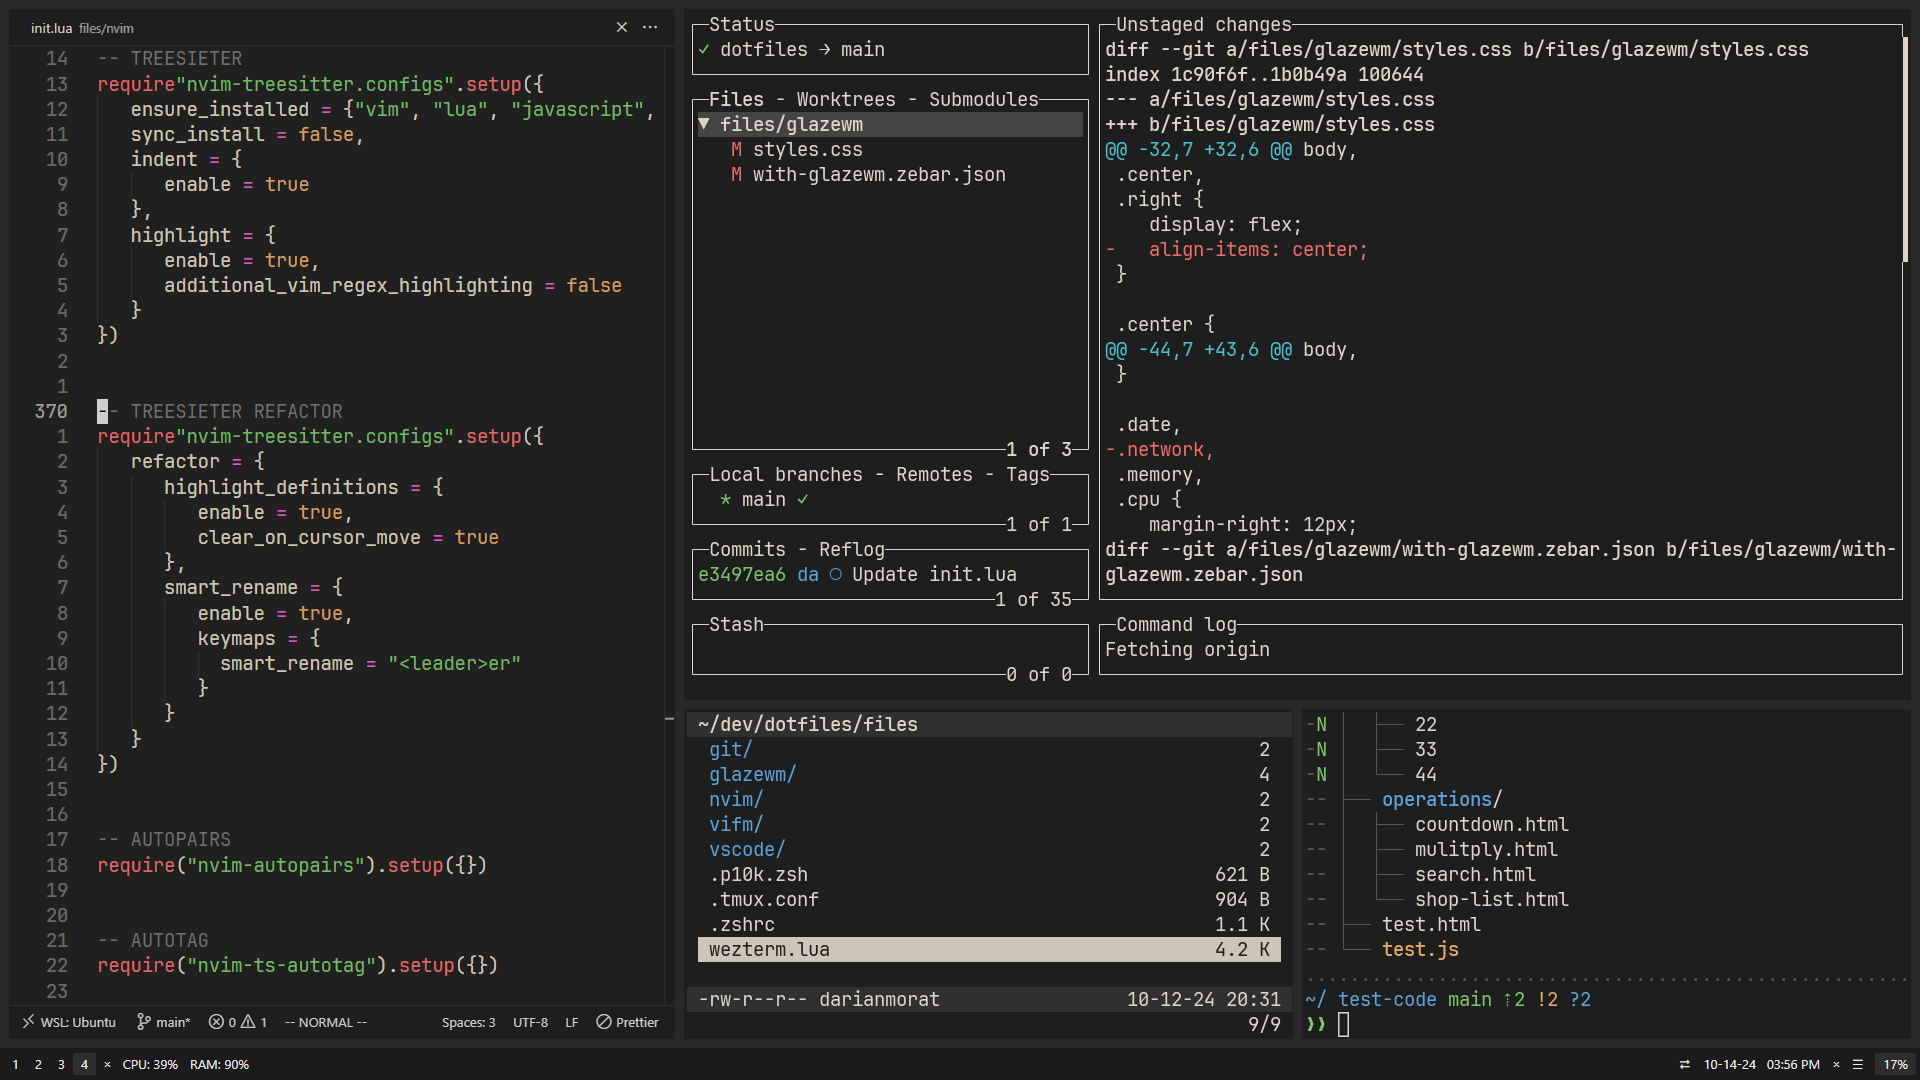 init.lua files/nvim × ···
14 -- TREESIETER
13 require"nvim-treesitter.configs".setup({
12 ensure_installed = {"vim", "lua", "javascript",
11 sync_install = false,
10 indent = {
9 enable = true
8 },
7 highlight = {
6 enable = true,
5 additional_vim_regex_highlighting = false
4 }
3 })
2
1
370 -- TREESIETER REFACTOR
1 require"nvim-treesitter.configs".setup({
2 refactor = {
3 highlight_definitions = {
4 enable = true,
5 clear_on_cursor_move = true
6 },
7 smart_rename = {
8 enable = true,
9 keymaps = {
10 smart_rename = "<leader>er"
11 }
12 }
13 }
14 })
15
16
17 -- AUTOPAIRS
18 require("nvim-autopairs").setup({})
19
20
21 -- AUTOTAG
22 require("nvim-ts-autotag").setup({})
23
WSL: Ubuntu main* 0 1 -- NORMAL -- Spaces: 3 UTF-8 LF Prettier
Status
✓ dotfiles → main
Files - Worktrees - Submodules
▼ files/glazewm
M styles.css
M with-glazewm.zebar.json
1 of 3
Local branches - Remotes - Tags
* main ✓
1 of 1
Commits - Reflog
e3497ea6 da ○ Update init.lua
1 of 35
Stash
0 of 0
Unstaged changes
diff --git a/files/glazewm/styles.css b/files/glazewm/styles.css
index 1c90f6f..1b0b49a 100644
--- a/files/glazewm/styles.css
+++ b/files/glazewm/styles.css
@@ -32,7 +32,6 @@ body,
.center,
.right {
display: flex;
- align-items: center;
}
.center {
@@ -44,7 +43,6 @@ body,
}
.date,
-.network,
.memory,
.cpu {
margin-right: 12px;
diff --git a/files/glazewm/with-glazewm.zebar.json b/files/glazewm/with-
glazewm.zebar.json
Command log
Fetching origin
~/dev/dotfiles/files
git/ 2
glazewm/ 4
nvim/ 2
vifm/ 2
vscode/ 2
.p10k.zsh 621 B
.tmux.conf 904 B
.zshrc 1.1 K
wezterm.lua 4.2 K
-rw-r--r-- darianmorat 10-12-24 20:31
9/9
-N 22
-N 33
-N 44
-- operations/
-- countdown.html
-- mulitply.html
-- search.html
-- shop-list.html
-- test.html
-- test.js
~/ test-code main ⇡2 !2 ?2
❯❯
1 2 3 4 × CPU: 39% RAM: 90%
⇄ 10-14-24 03:56 PM × ☰ 17%